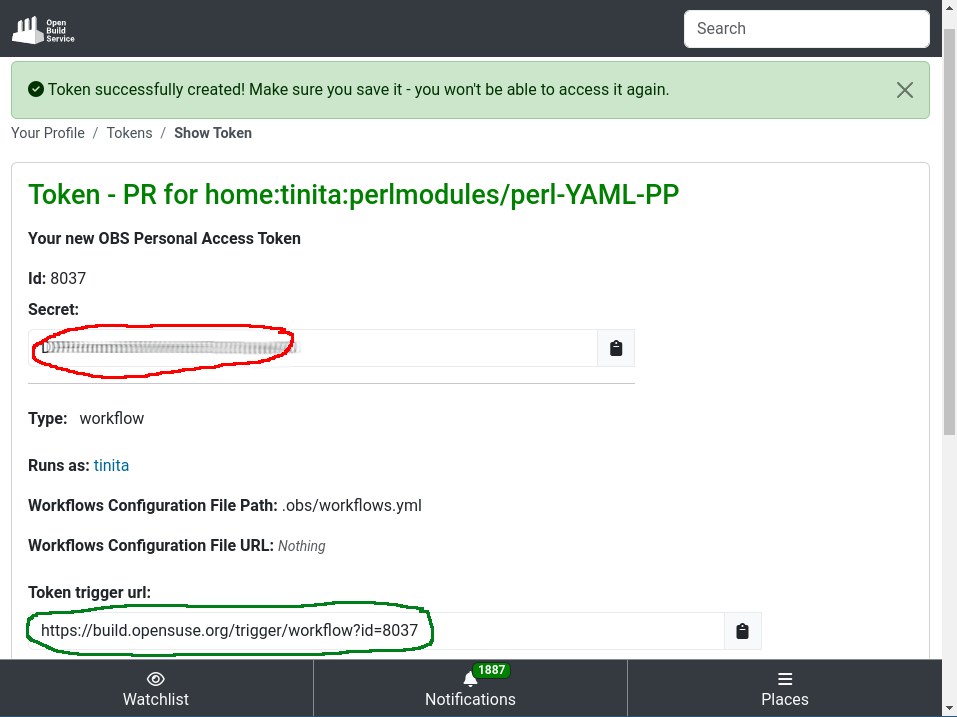 Open
Build
Service
Search
Token successfully created! Make sure you save it - you won't be able to access it again.
Your Profile / Tokens / Show Token
Token - PR for home:tinita:perlmodules/perl-YAML-PP
Your new OBS Personal Access Token
Id: 8037
Secret:
Type: workflow
Runs as: tinita
Workflows Configuration File Path: .obs/workflows.yml
Workflows Configuration File URL: Nothing
Token trigger url:
https://build.opensuse.org/trigger/workflow?id=8037
1887
Watchlist Notifications Places